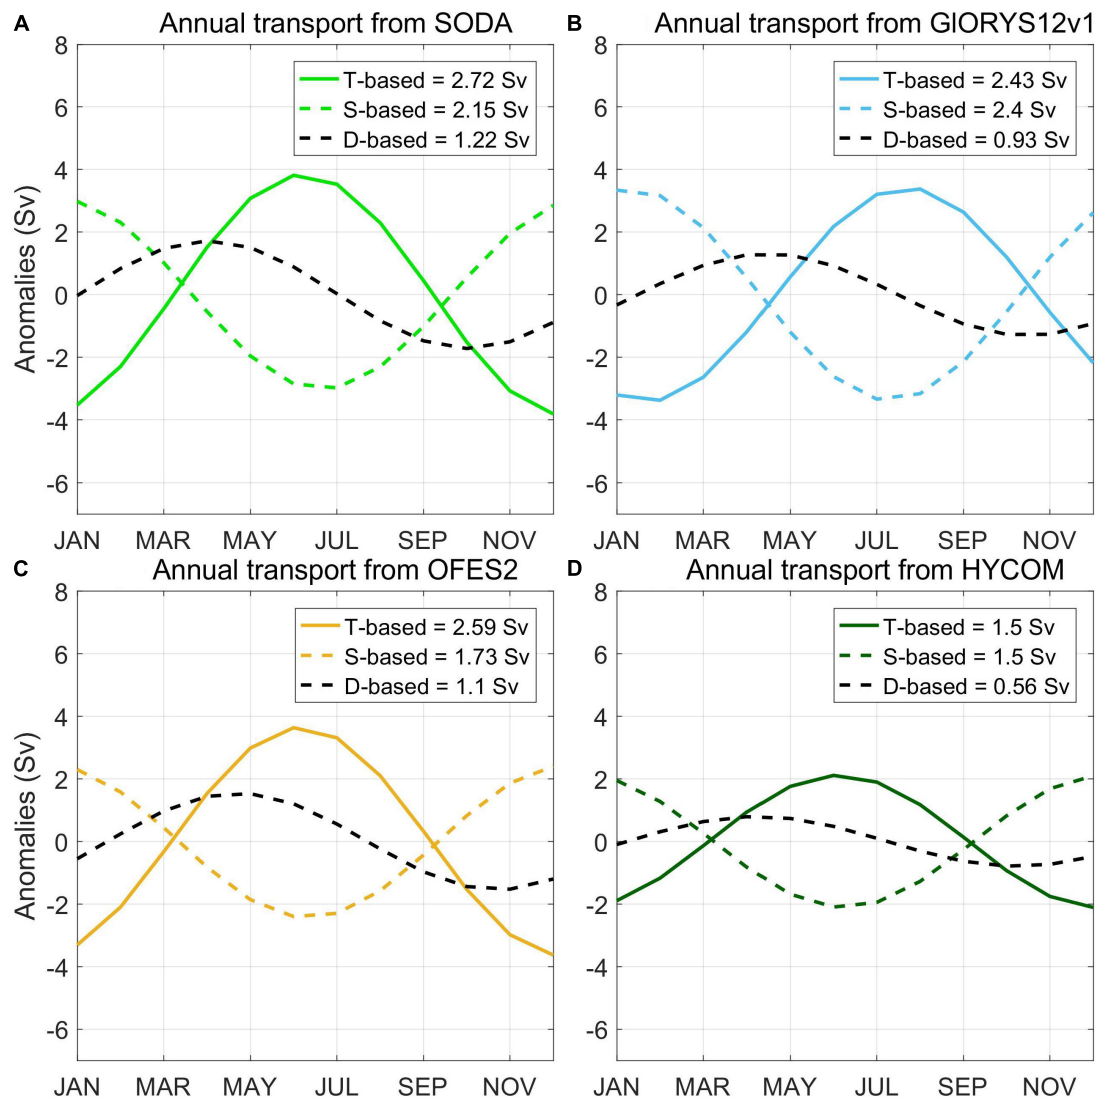 A
Annual transport from SODA
8
6
4
2
0
-2
-4
-6
Anomalies (Sv)
T-based = 2.72 Sv
S-based = 2.15 Sv
D-based = 1.22 Sv
JAN MAR MAY JUL SEP NOV
B
Annual transport from GlORYS12v1
8
6
4
2
0
-2
-4
-6
T-based = 2.43 Sv
S-based = 2.4 Sv
D-based = 0.93 Sv
JAN MAR MAY JUL SEP NOV
C
Annual transport from OFES2
8
6
4
2
0
-2
-4
-6
Anomalies (Sv)
T-based = 2.59 Sv
S-based = 1.73 Sv
D-based = 1.1 Sv
JAN MAR MAY JUL SEP NOV
D
Annual transport from HYCOM
8
6
4
2
0
-2
-4
-6
T-based = 1.5 Sv
S-based = 1.5 Sv
D-based = 0.56 Sv
JAN MAR MAY JUL SEP NOV